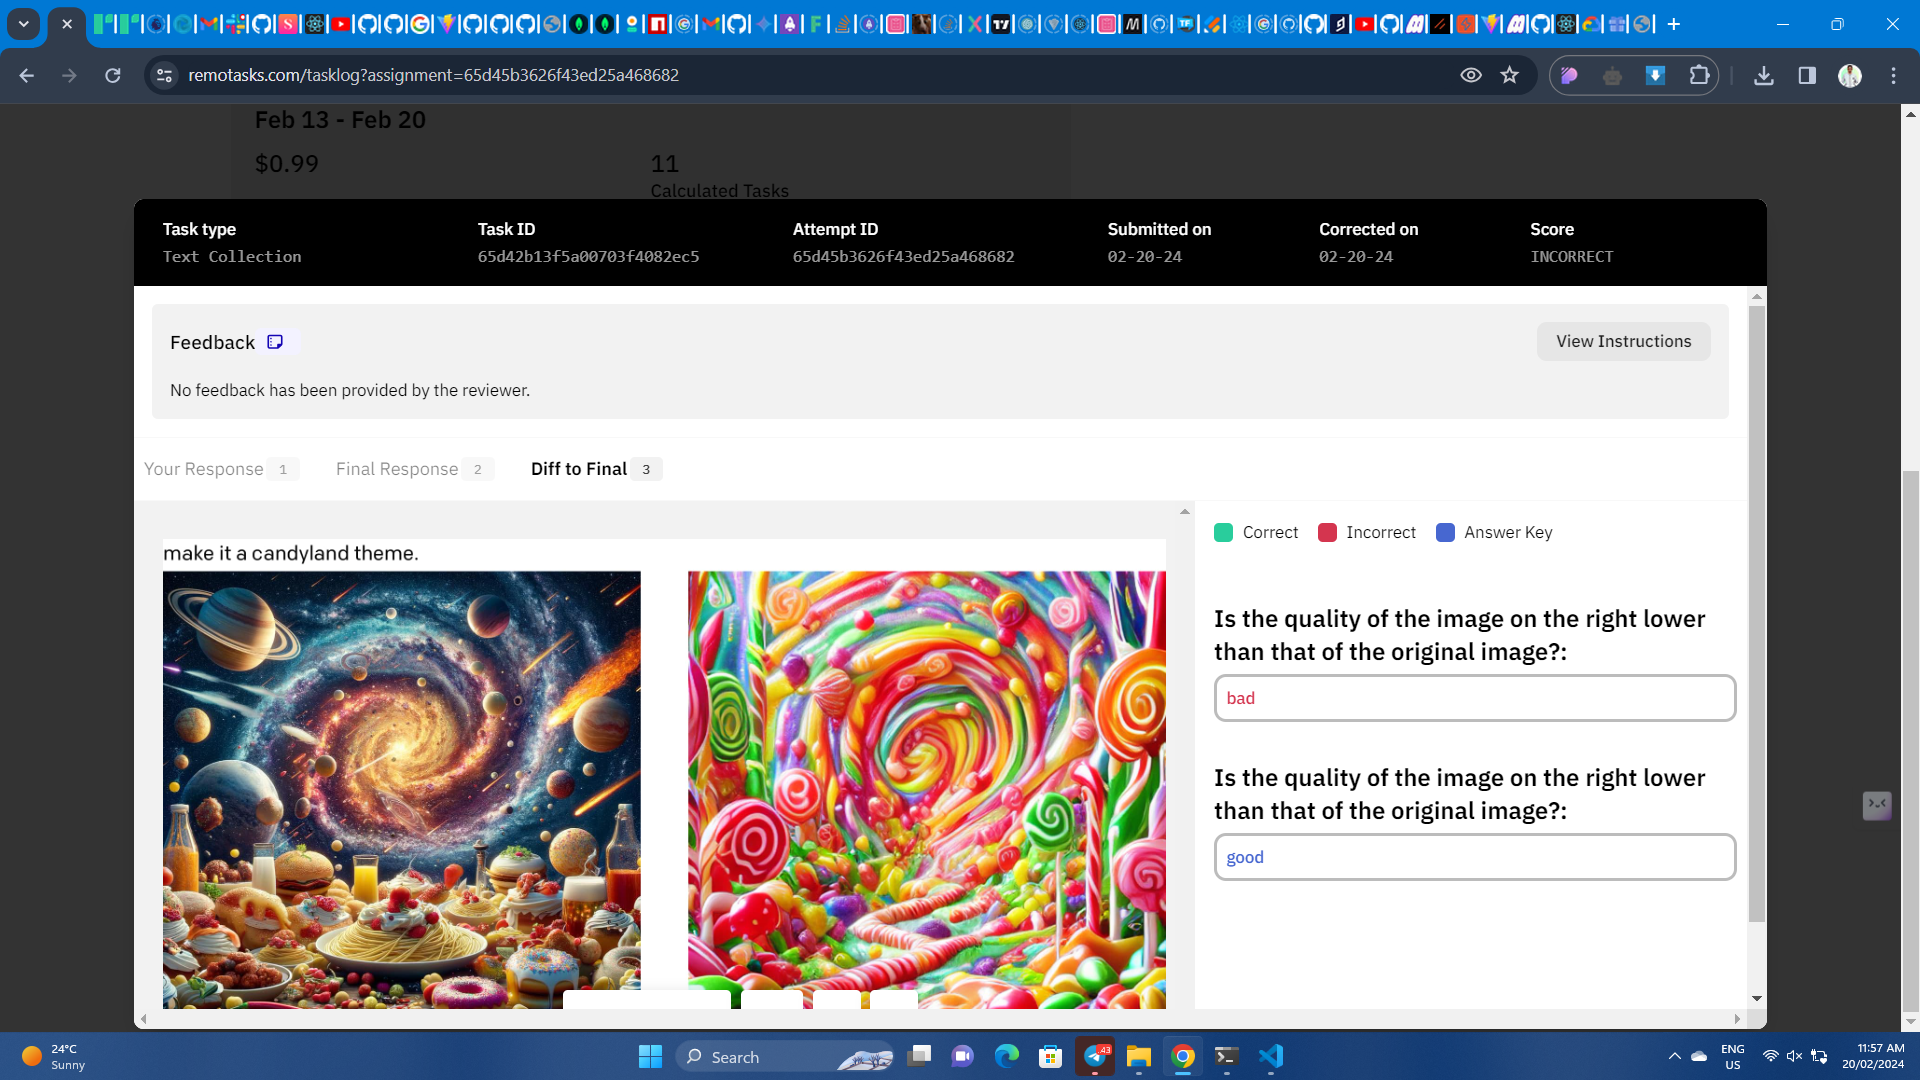 remotasks.com/tasklog?assignment=65d45b3626f43ed25a468682
Feb 13 - Feb 20
$0.99
11
Calculated Tasks
Task type
Text Collection
Task ID
65d42b13f5a00703f4082ec5
Attempt ID
65d45b3626f43ed25a468682
Submitted on
02-20-24
Corrected on
02-20-24
Score
INCORRECT
Feedback
View Instructions
No feedback has been provided by the reviewer.
Your Response 1
Final Response 2
Diff to Final 3
make it a candyland theme.
Correct
Incorrect
Answer Key
Is the quality of the image on the right lower
than that of the original image?:
bad
Is the quality of the image on the right lower
than that of the original image?:
good
24°C
Sunny
Search
43
ENG
US
11:57 AM
20/02/2024